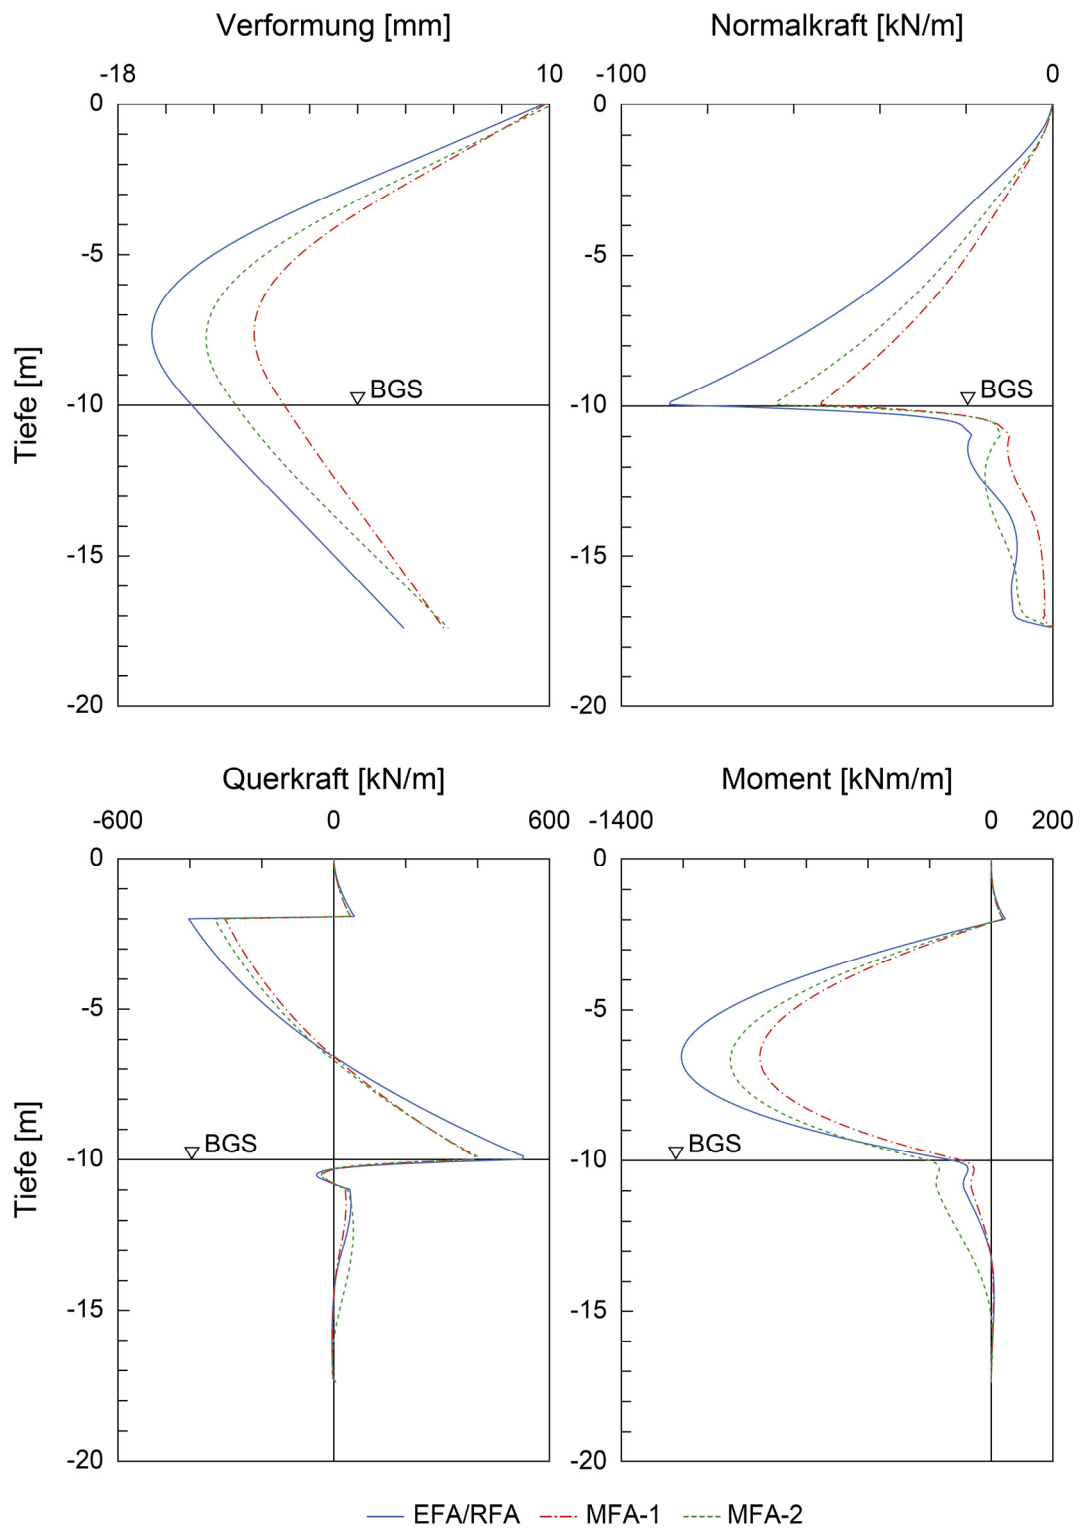 Verformung [mm]
Normalkraft [kN/m]
-18 10
-100 0
0
-5
-10
-15
-20
BGS
Tiefe [m]
0
-5
-10
-15
-20
BGS
Querkraft [kN/m]
Moment [kNm/m]
-600 0 600
-1400 0 200
0
-5
-10
-15
-20
BGS
Tiefe [m]
0
-5
-10
-15
-20
BGS
EFA/RFA MFA-1 MFA-2